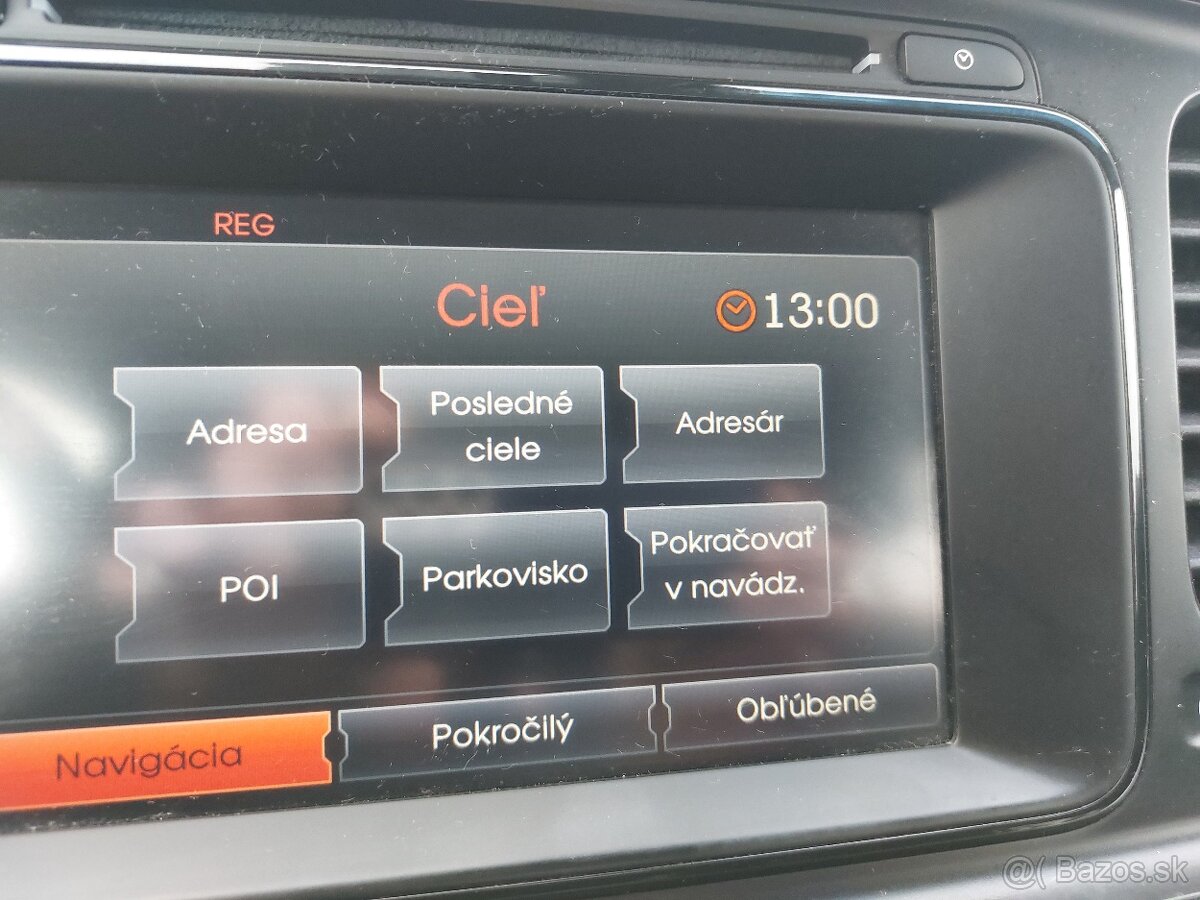 REG
Cieľ
13:00
Adresa
Posledné
ciele
Adresár
POI
Parkovisko
Pokračovať
v navádz.
Navigácia
Pokročilý
Obľúbené
@( Bazos.sk